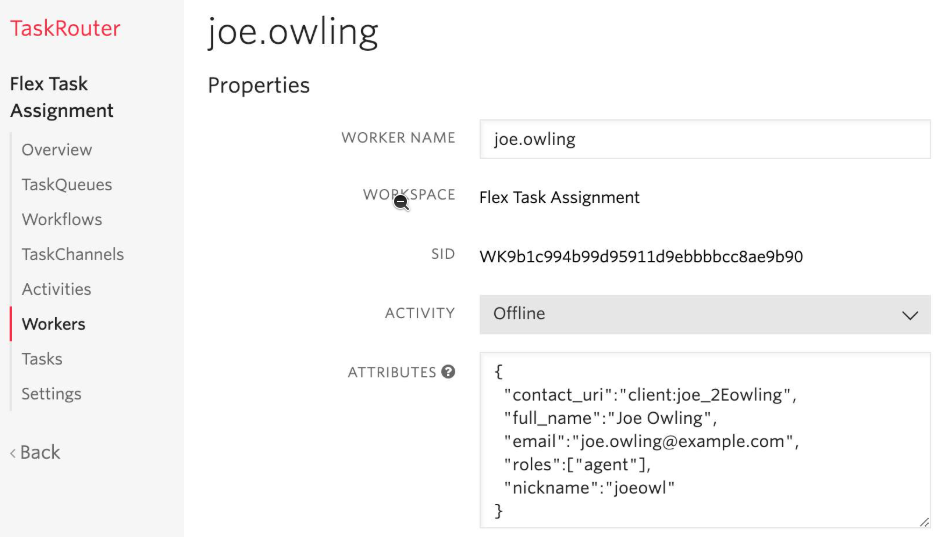 TaskRouter
Flex Task
Assignment
Overview
TaskQueues
Workflows
TaskChannels
Activities
Workers
Tasks
Settings
‹ Back
joe.owling
Properties
WORKER NAME
joe.owling
WORKSPACE
Flex Task Assignment
SID
WK9b1c994b99d95911d9ebbbbcc8ae9b90
ACTIVITY
Offline
ATTRIBUTES ?
{
"contact_uri":"client:joe_2Eowling",
"full_name":"Joe Owling",
"email":"joe.owling@example.com",
"roles":["agent"],
"nickname":"joeowl"
}